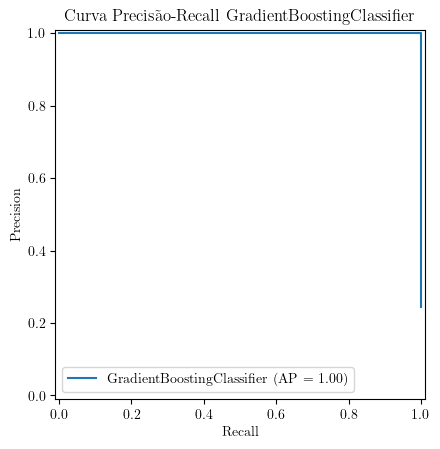 Curva Precisão-Recall GradientBoostingClassifier
1.0
0.8
0.6
0.4
0.2
0.0
Precision
GradientBoostingClassifier (AP = 1.00)
0.0 0.2 0.4 0.6 0.8 1.0
Recall